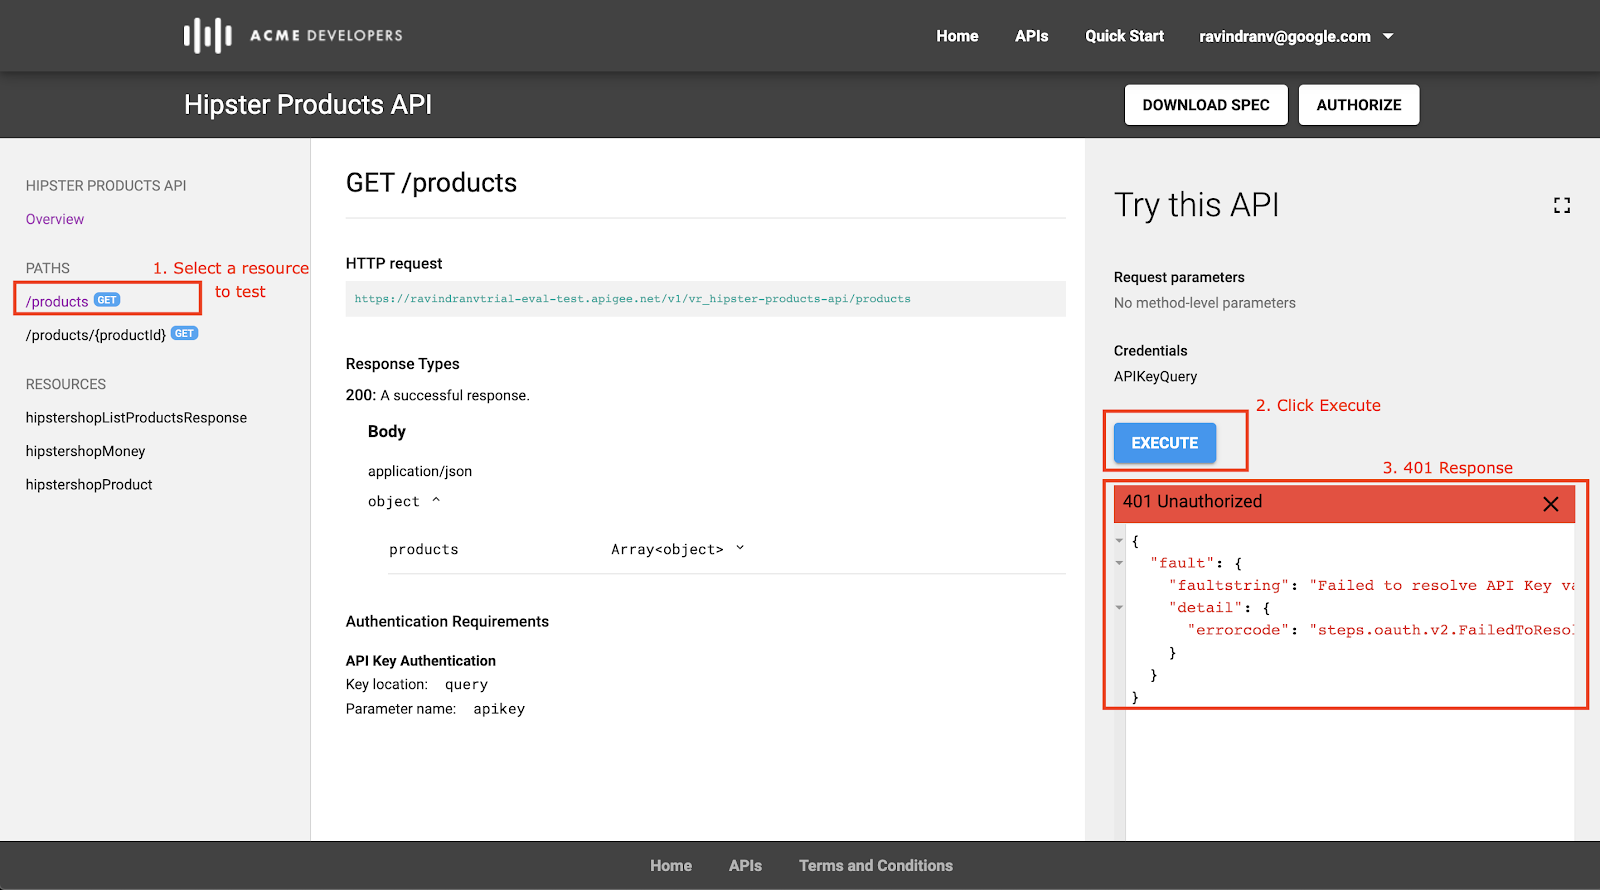 ACME DEVELOPERS
Home APIs Quick Start ravindranv@google.com
Hipster Products API
DOWNLOAD SPEC AUTHORIZE
HIPSTER PRODUCTS API
Overview
PATHS
1. Select a resource
to test
/products GET
/products/{productId} GET
RESOURCES
hipstershopListProductsResponse
hipstershopMoney
hipstershopProduct
GET /products
HTTP request
https://ravindranvtrial-eval-test.apigee.net/v1/vr_hipster-products-api/products
Response Types
200: A successful response.
Body
application/json
object ^
products Array<object>
Authentication Requirements
API Key Authentication
Key location: query
Parameter name: apikey
Try this API
Request parameters
No method-level parameters
Credentials
APIKeyQuery
2. Click Execute
EXECUTE
3. 401 Response
401 Unauthorized
{
"fault": {
"faultstring": "Failed to resolve API Key va
"detail": {
"errorcode": "steps.oauth.v2.FailedToResol
}
}
}
Home APIs Terms and Conditions